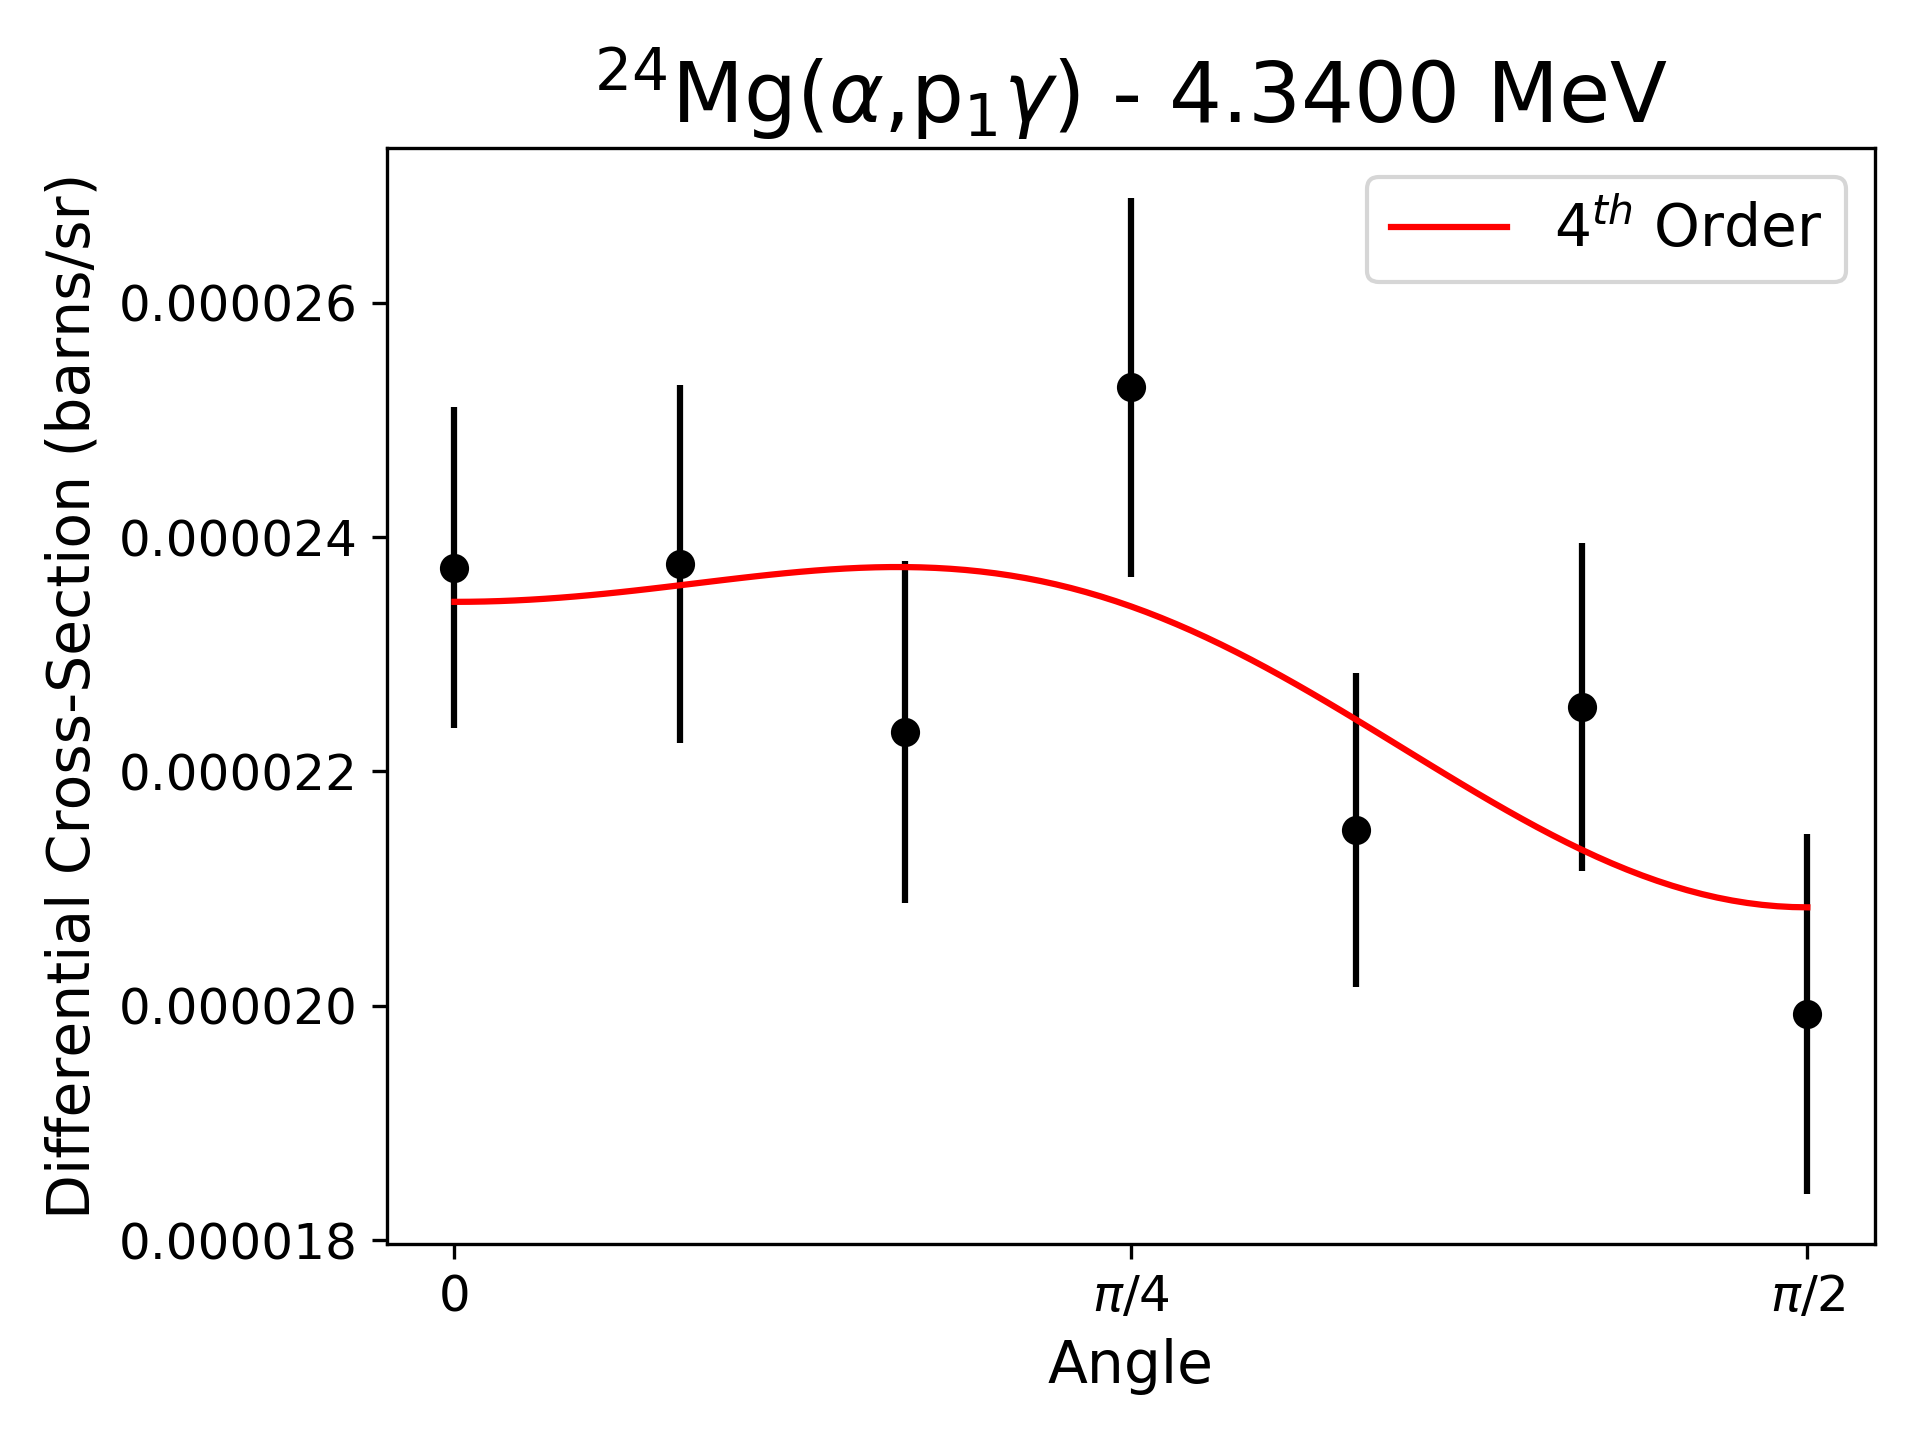 ²⁴Mg(α,p₁γ) - 4.3400 MeV
4ᵗʰ Order
Differential Cross-Section (barns/sr)
0.000026
0.000024
0.000022
0.000020
0.000018
0 π/4 π/2
Angle